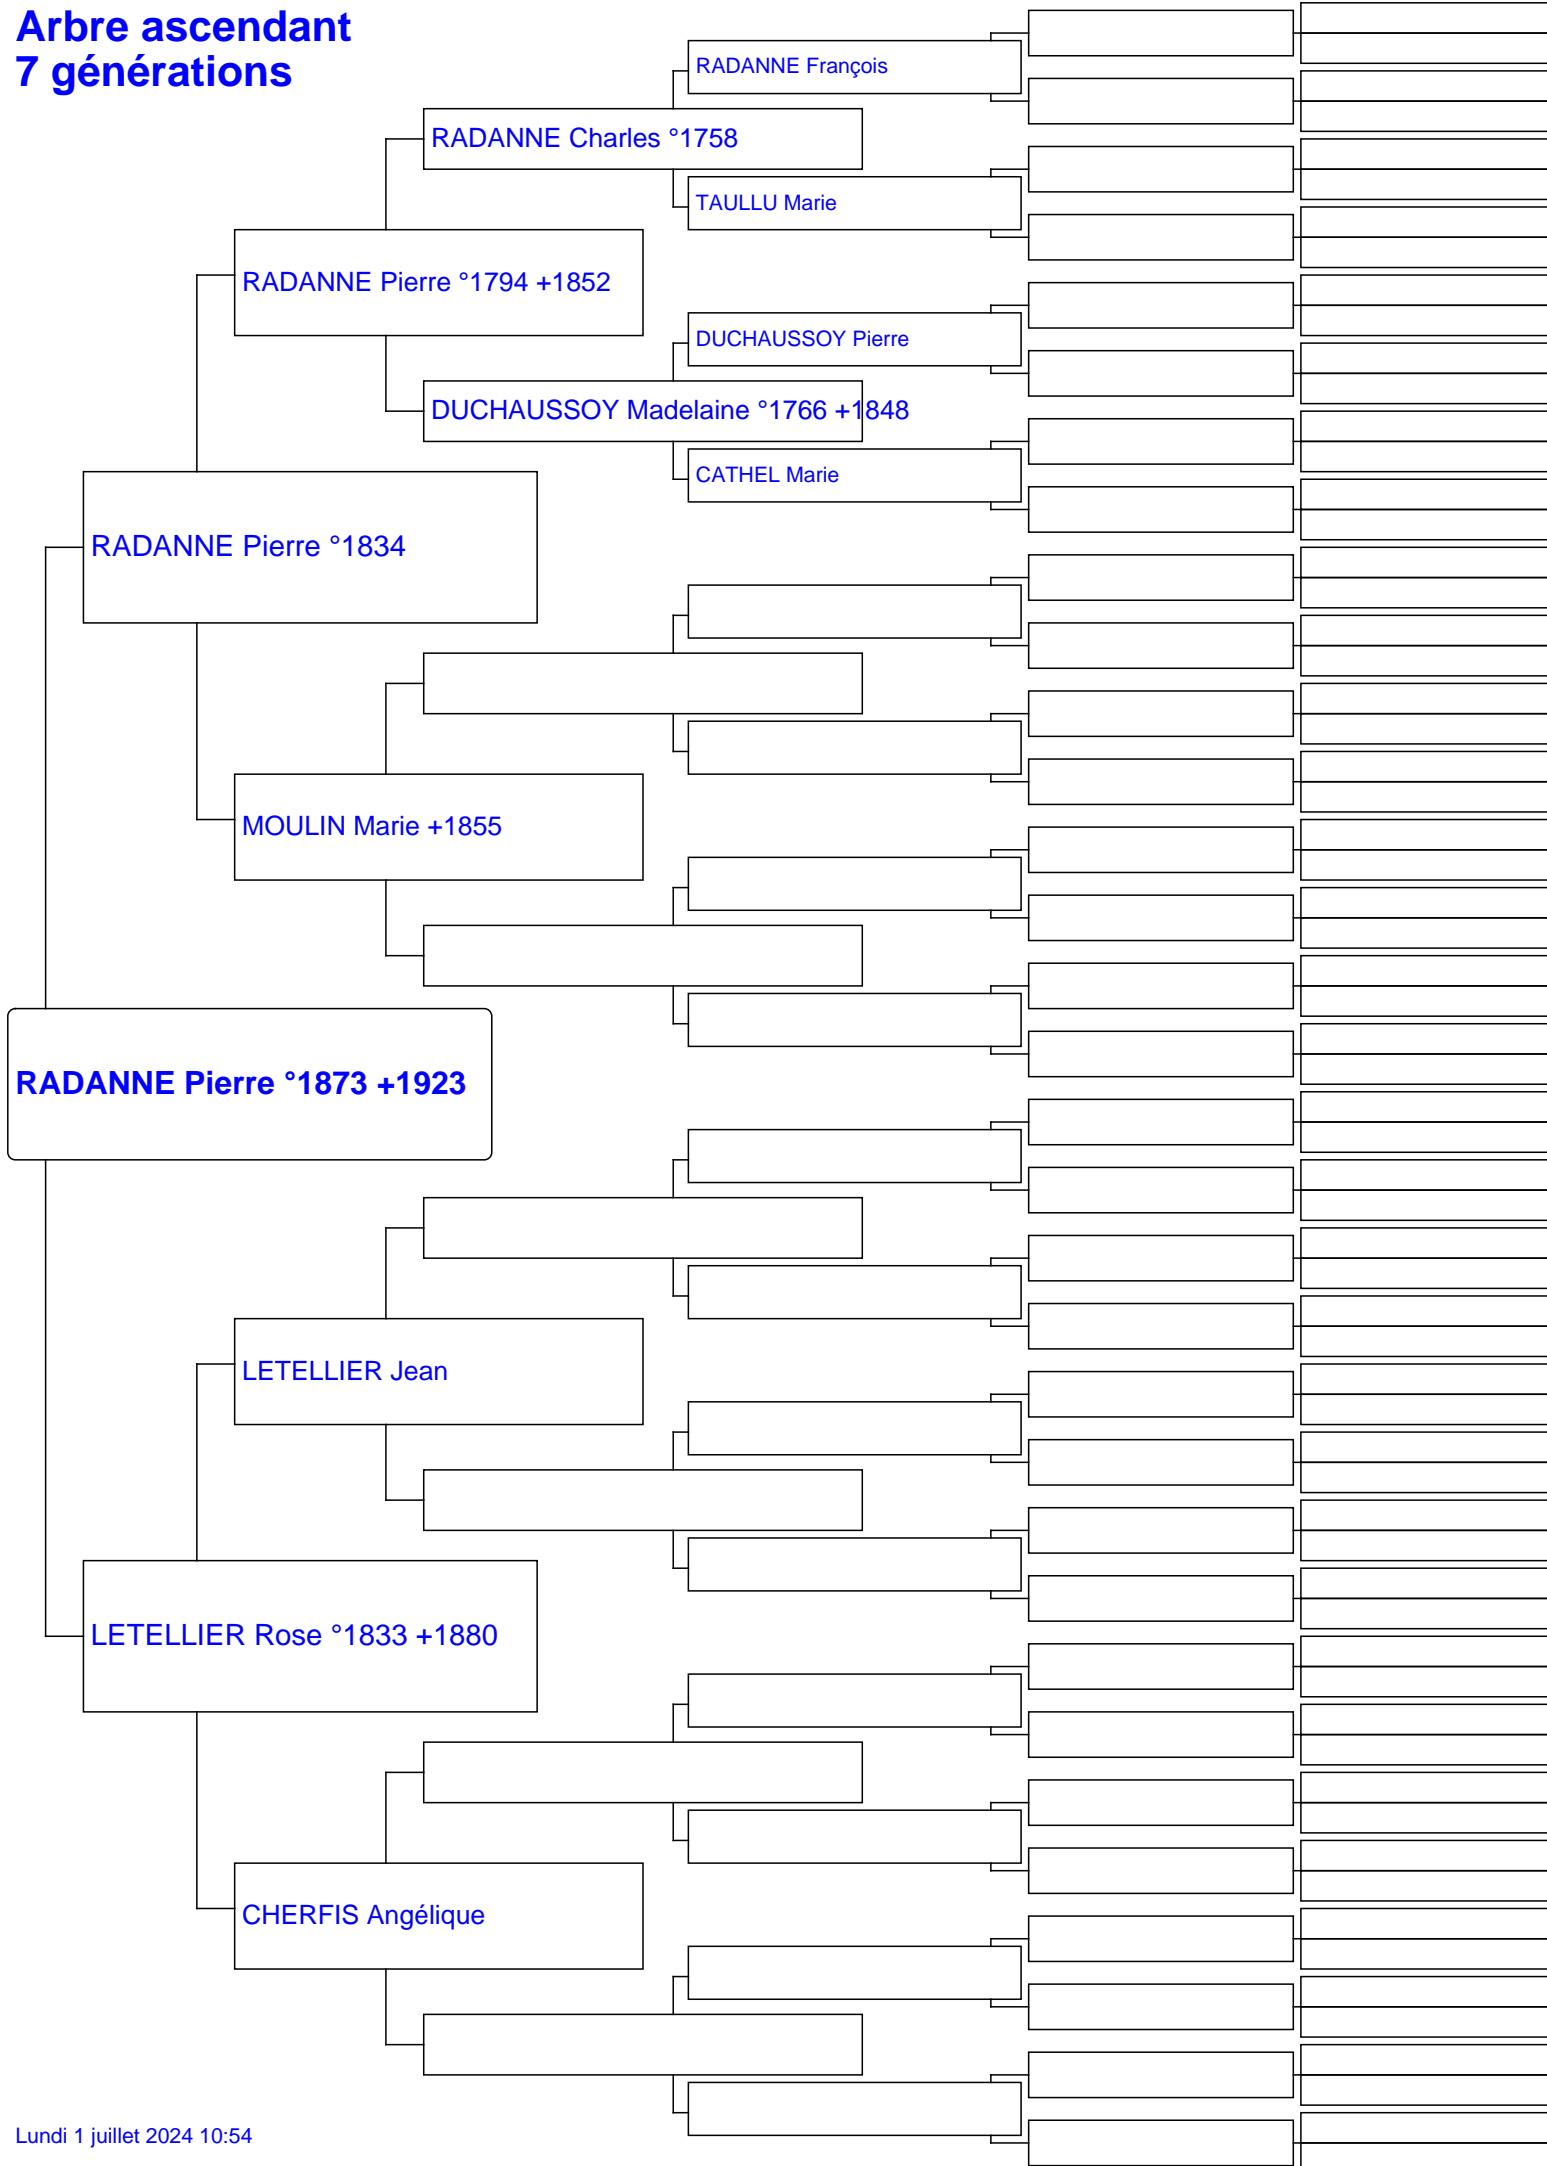 Arbre ascendant
7 générations
RADANNE François
RADANNE Charles °1758
TAULLU Marie
RADANNE Pierre °1794 +1852
DUCHAUSSOY Pierre
DUCHAUSSOY Madelaine °1766 +1848
CATHEL Marie
RADANNE Pierre °1834
MOULIN Marie +1855
RADANNE Pierre °1873 +1923
LETELLIER Jean
LETELLIER Rose °1833 +1880
CHERFIS Angélique
Lundi 1 juillet 2024 10:54